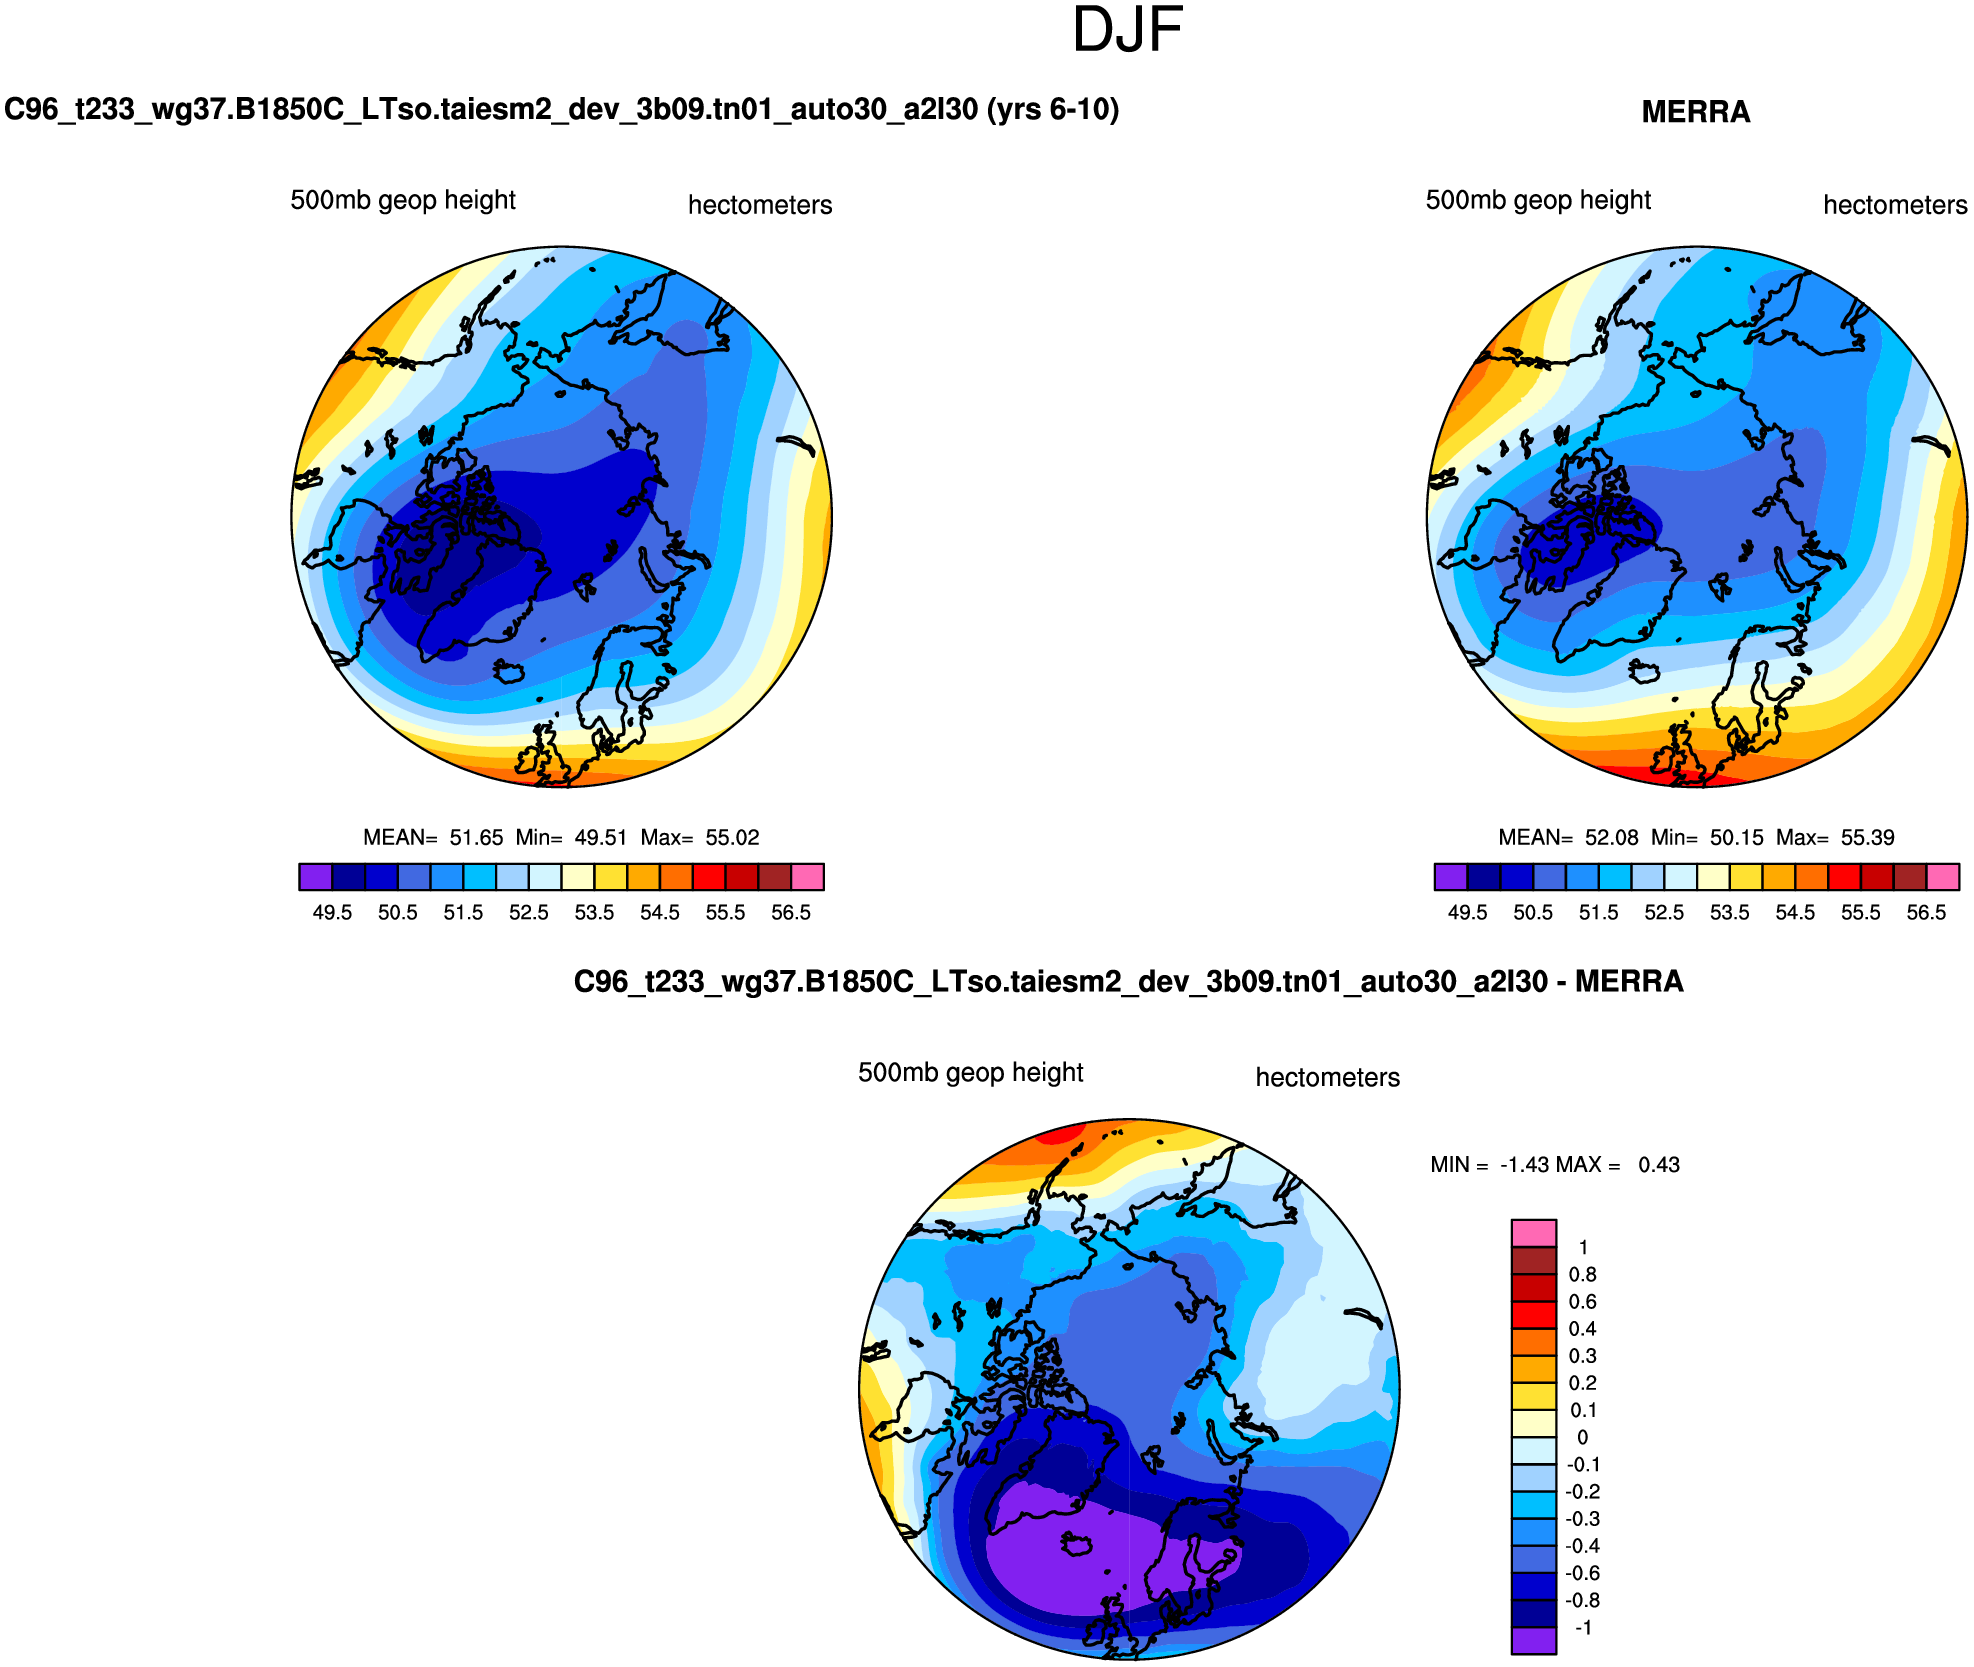 DJF
C96_t233_wg37.B1850C_LTso.taiesm2_dev_3b09.tn01_auto30_a2l30 (yrs 6-10)
MERRA
500mb geop height
hectometers
500mb geop height
hectometers
MEAN= 51.65 Min= 49.51 Max= 55.02
49.5 50.5 51.5 52.5 53.5 54.5 55.5 56.5
MEAN= 52.08 Min= 50.15 Max= 55.39
49.5 50.5 51.5 52.5 53.5 54.5 55.5 56.5
C96_t233_wg37.B1850C_LTso.taiesm2_dev_3b09.tn01_auto30_a2l30 - MERRA
500mb geop height
hectometers
MIN = -1.43 MAX = 0.43
1
0.8
0.6
0.4
0.3
0.2
0.1
0
-0.1
-0.2
-0.3
-0.4
-0.6
-0.8
-1